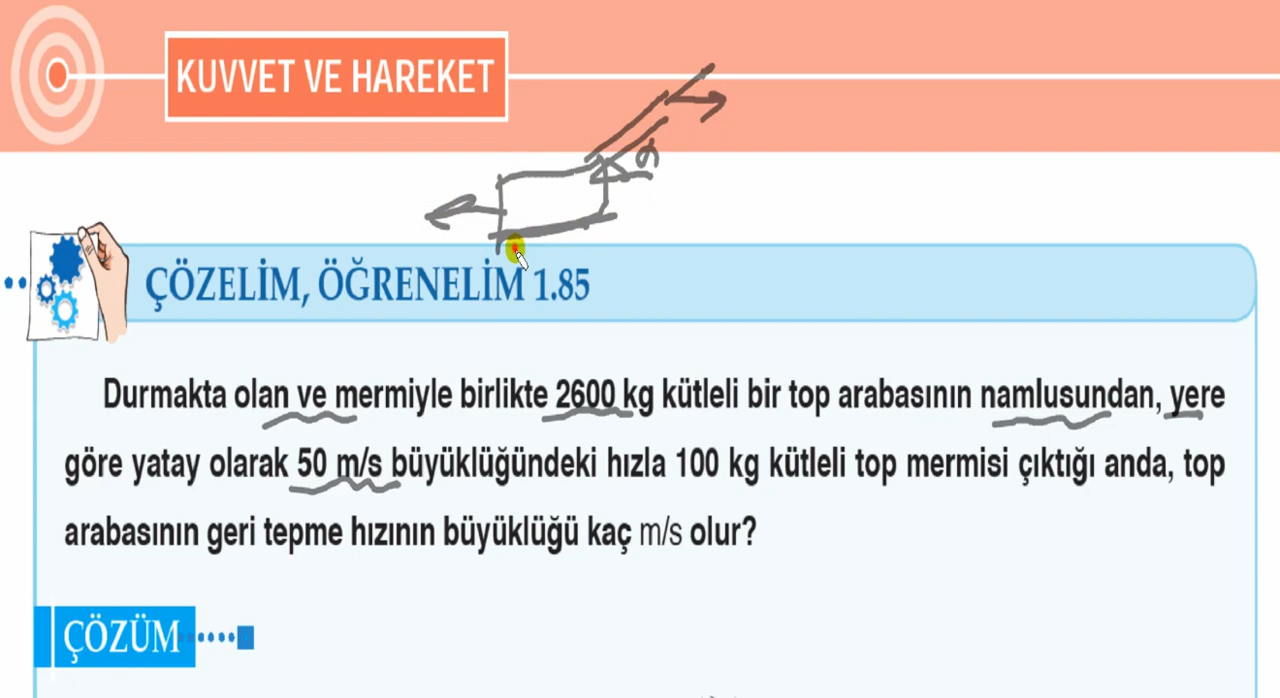 KUVVET VE HAREKET
ÇÖZELİM, ÖĞRENELİM 1.85
Durmakta olan ve mermiyle birlikte 2600 kg kütleli bir top arabasının namlusundan, yere
göre yatay olarak 50 m/s büyüklüğündeki hızla 100 kg kütleli top mermisi çıktığı anda, top
arabasının geri tepme hızının büyüklüğü kaç m/s olur?
ÇÖZÜM